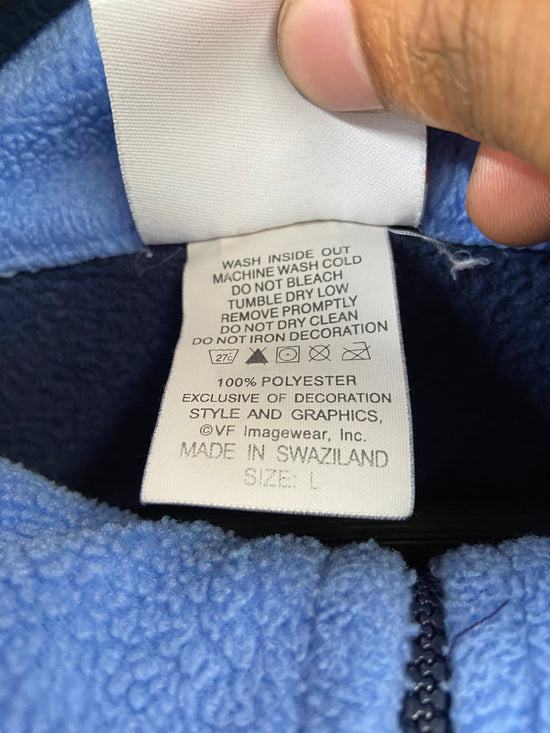 WASH INSIDE OUT
MACHINE WASH COLD
DO NOT BLEACH
TUMBLE DRY LOW
REMOVE PROMPTLY
DO NOT DRY CLEAN
DO NOT IRON DECORATION
27C
100% POLYESTER
EXCLUSIVE OF DECORATION
STYLE AND GRAPHICS,
©VF Imagewear, Inc.
MADE IN SWAZILAND
SIZE: L